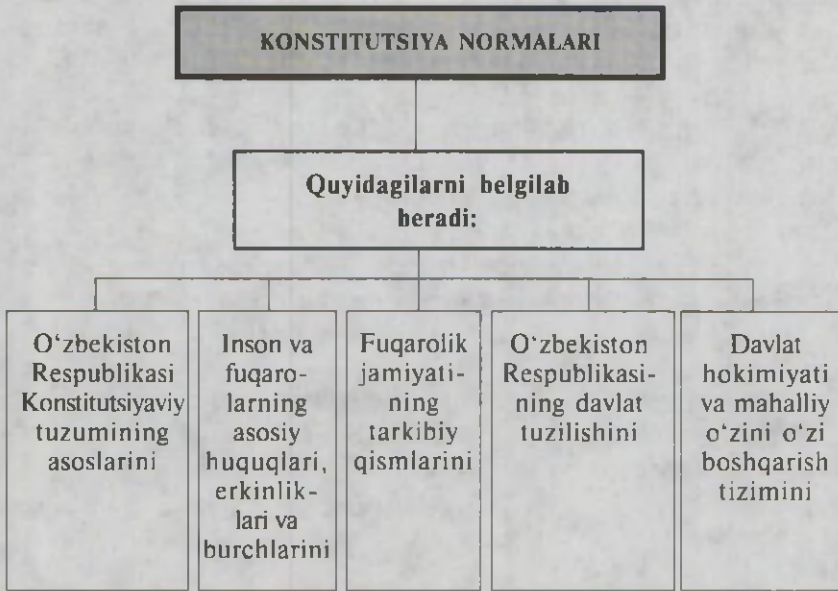 KONSTITUTSIYA NORMALARI
Quyidagilarni belgilab
beradi:
O‘zbekiston
Respublikasi
Konstitutsiyaviy
tuzumining
asoslarini
Inson va
fuqaro-
larning
asosiy
huquqlari,
erkinlik-
lari va
burchlarini
Fuqarolik
jamiyati-
ning
tarkibiy
qismlarini
O‘zbekiston
Respublikasi-
ning davlat
tuzilishini
Davlat
hokimiyati
va mahalliy
o‘zini o‘zi
boshqarish
tizimini